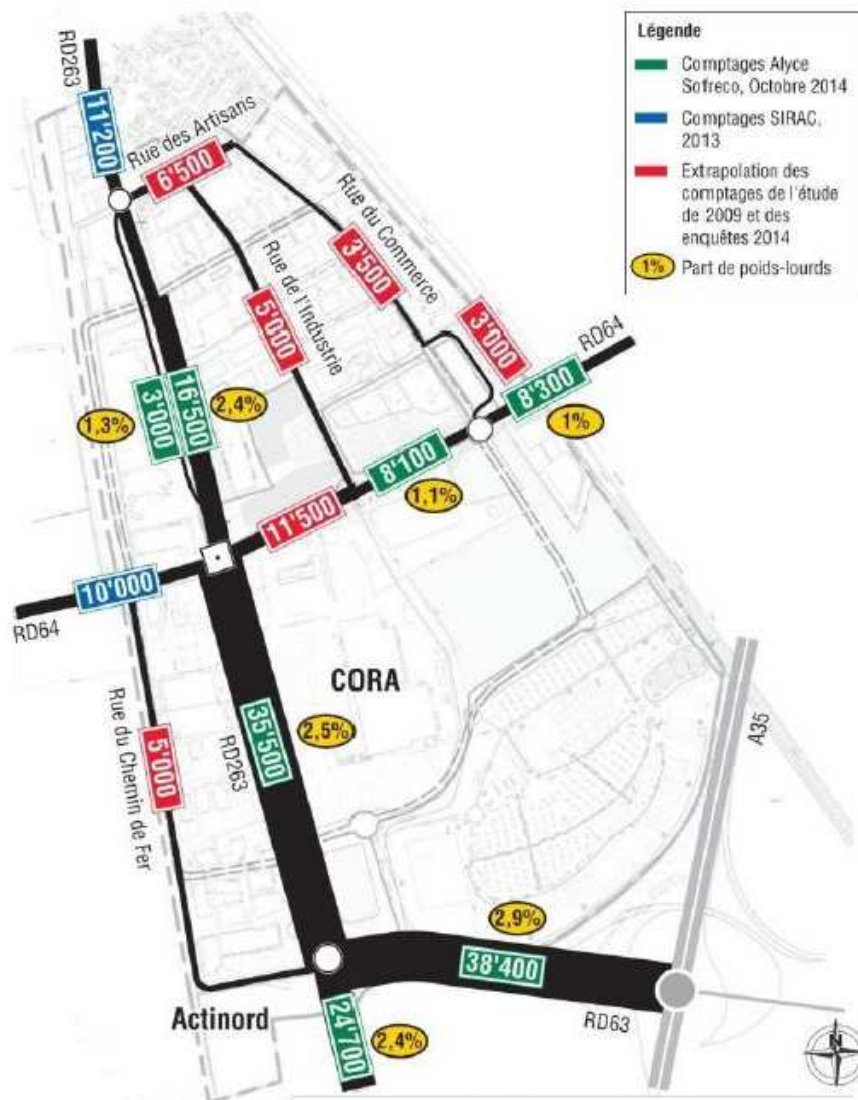 Légende
Comptages Alyce
Sofreco, Octobre 2014
Comptages SIRAC,
2013
Extrapolation des
comptages de l'étude
de 2009 et des
enquêtes 2014
1% Part de poids-lourds
RD263
11'200
Rue des Artisans
6'500
Rue du Commerce
3'500
Rue de l'Industrie
5'000
3'000
RD64
8'300
1%
16'500
3'000
2,4%
1,3%
8'100
1,1%
11'500
10'000
RD64
CORA
2,5%
35'500
RD263
A35
Rue du Chemin de Fer
5'000
2,9%
38'400
RD63
Actinord
24'700
2,4%
N